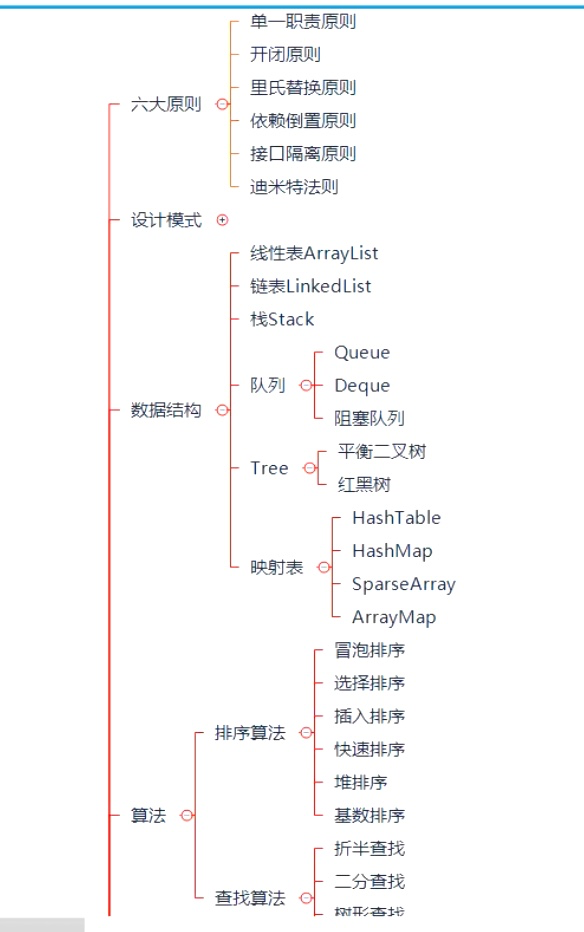 单一职责原则
开闭原则
里氏替换原则
六大原则
依赖倒置原则
接口隔离原则
迪米特法则
设计模式
线性表ArrayList
链表LinkedList
栈Stack
Queue
队列
Deque
阻塞队列
数据结构
平衡二叉树
Tree
红黑树
HashTable
HashMap
映射表
SparseArray
ArrayMap
冒泡排序
选择排序
插入排序
排序算法
快速排序
堆排序
基数排序
算法
折半查找
二分查找
查找算法
树形查找